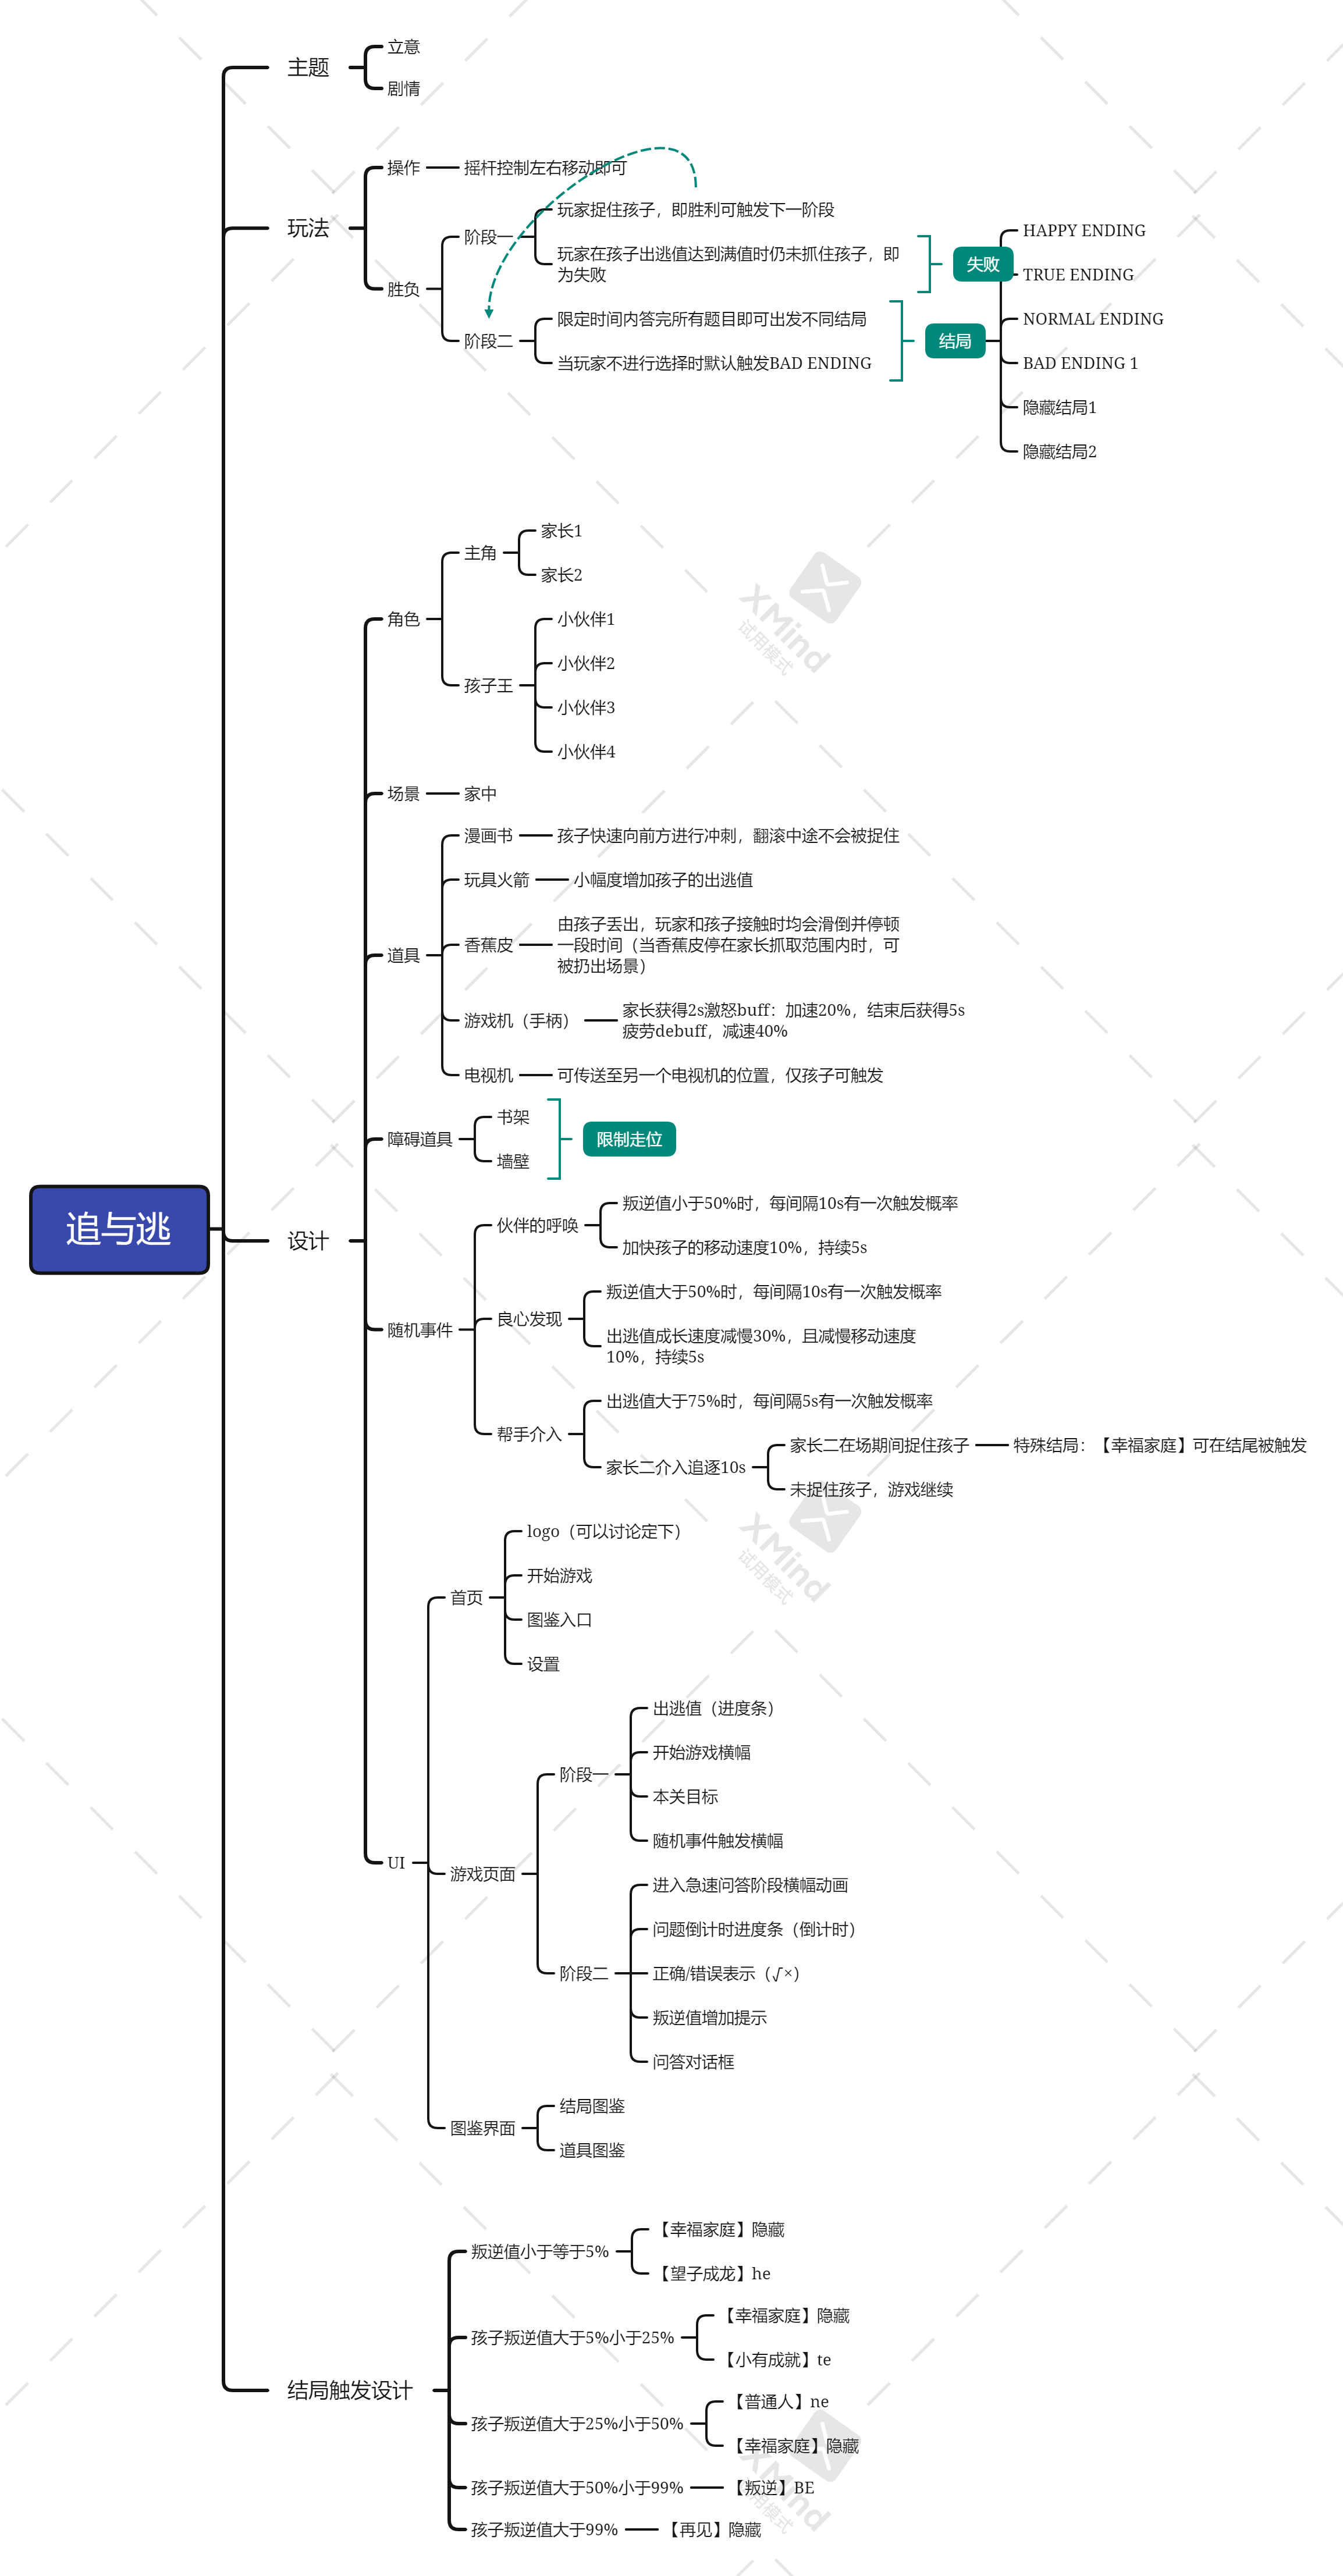 追与逃
主题
立意
剧情
玩法
操作
摇杆控制左右移动即可
胜负
阶段一
玩家捉住孩子，即胜利可触发下一阶段
玩家在孩子出逃值达到满值时仍未抓住孩子，即
为失败
失败
阶段二
限定时间内答完所有题目即可出发不同结局
当玩家不进行选择时默认触发BAD ENDING
结局
HAPPY ENDING
TRUE ENDING
NORMAL ENDING
BAD ENDING 1
隐藏结局1
隐藏结局2
设计
角色
主角
家长1
家长2
孩子王
小伙伴1
小伙伴2
小伙伴3
小伙伴4
场景
家中
道具
漫画书
孩子快速向前方进行冲刺，翻滚中途不会被捉住
玩具火箭
小幅度增加孩子的出逃值
香蕉皮
由孩子丢出，玩家和孩子接触时均会滑倒并停顿
一段时间（当香蕉皮停在家长抓取范围内时，可
被扔出场景）
游戏机（手柄）
家长获得2s激怒buff：加速20%，结束后获得5s
疲劳debuff，减速40%
电视机
可传送至另一个电视机的位置，仅孩子可触发
障碍道具
书架
墙壁
限制走位
随机事件
伙伴的呼唤
叛逆值小于50%时，每间隔10s有一次触发概率
加快孩子的移动速度10%，持续5s
良心发现
叛逆值大于50%时，每间隔10s有一次触发概率
出逃值成长速度减慢30%，且减慢移动速度
10%，持续5s
帮手介入
出逃值大于75%时，每间隔5s有一次触发概率
家长二介入追逐10s
家长二在场期间捉住孩子
特殊结局：【幸福家庭】可在结尾被触发
未捉住孩子，游戏继续
UI
首页
logo（可以讨论定下）
开始游戏
图鉴入口
设置
游戏页面
阶段一
出逃值（进度条）
开始游戏横幅
本关目标
随机事件触发横幅
阶段二
进入急速问答阶段横幅动画
问题倒计时进度条（倒计时）
正确/错误表示（√×）
叛逆值增加提示
问答对话框
图鉴界面
结局图鉴
道具图鉴
结局触发设计
叛逆值小于等于5%
【幸福家庭】隐藏
【望子成龙】he
孩子叛逆值大于5%小于25%
【幸福家庭】隐藏
【小有成就】te
孩子叛逆值大于25%小于50%
【普通人】ne
【幸福家庭】隐藏
孩子叛逆值大于50%小于99%
【叛逆】BE
孩子叛逆值大于99%
【再见】隐藏
XMind
试用模式
XMind
试用模式
XMind
试用模式